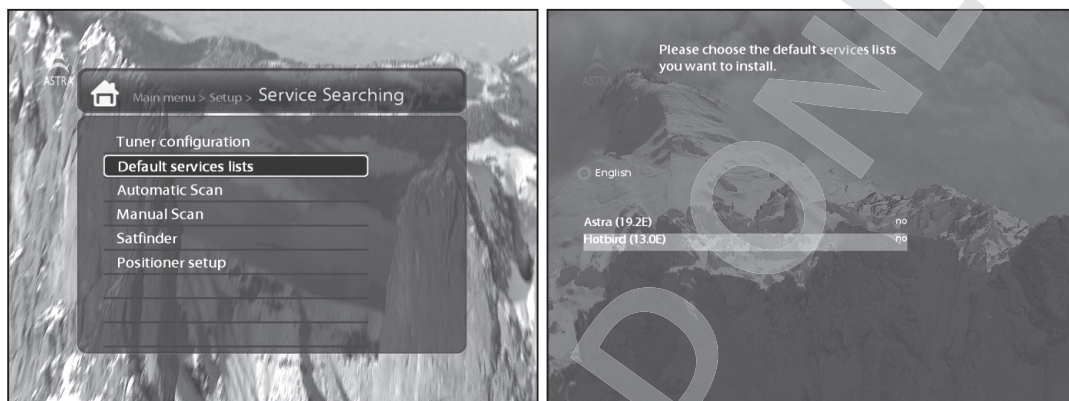 ASTRA
Main menu > Setup > Service Searching
Tuner configuration
Default services lists
Automatic Scan
Manual Scan
Satfinder
Positioner setup
ASTRA
Please choose the default services lists
you want to install.
English
Astra (19.2E) no
Hotbird (13.0E) no
D ONL